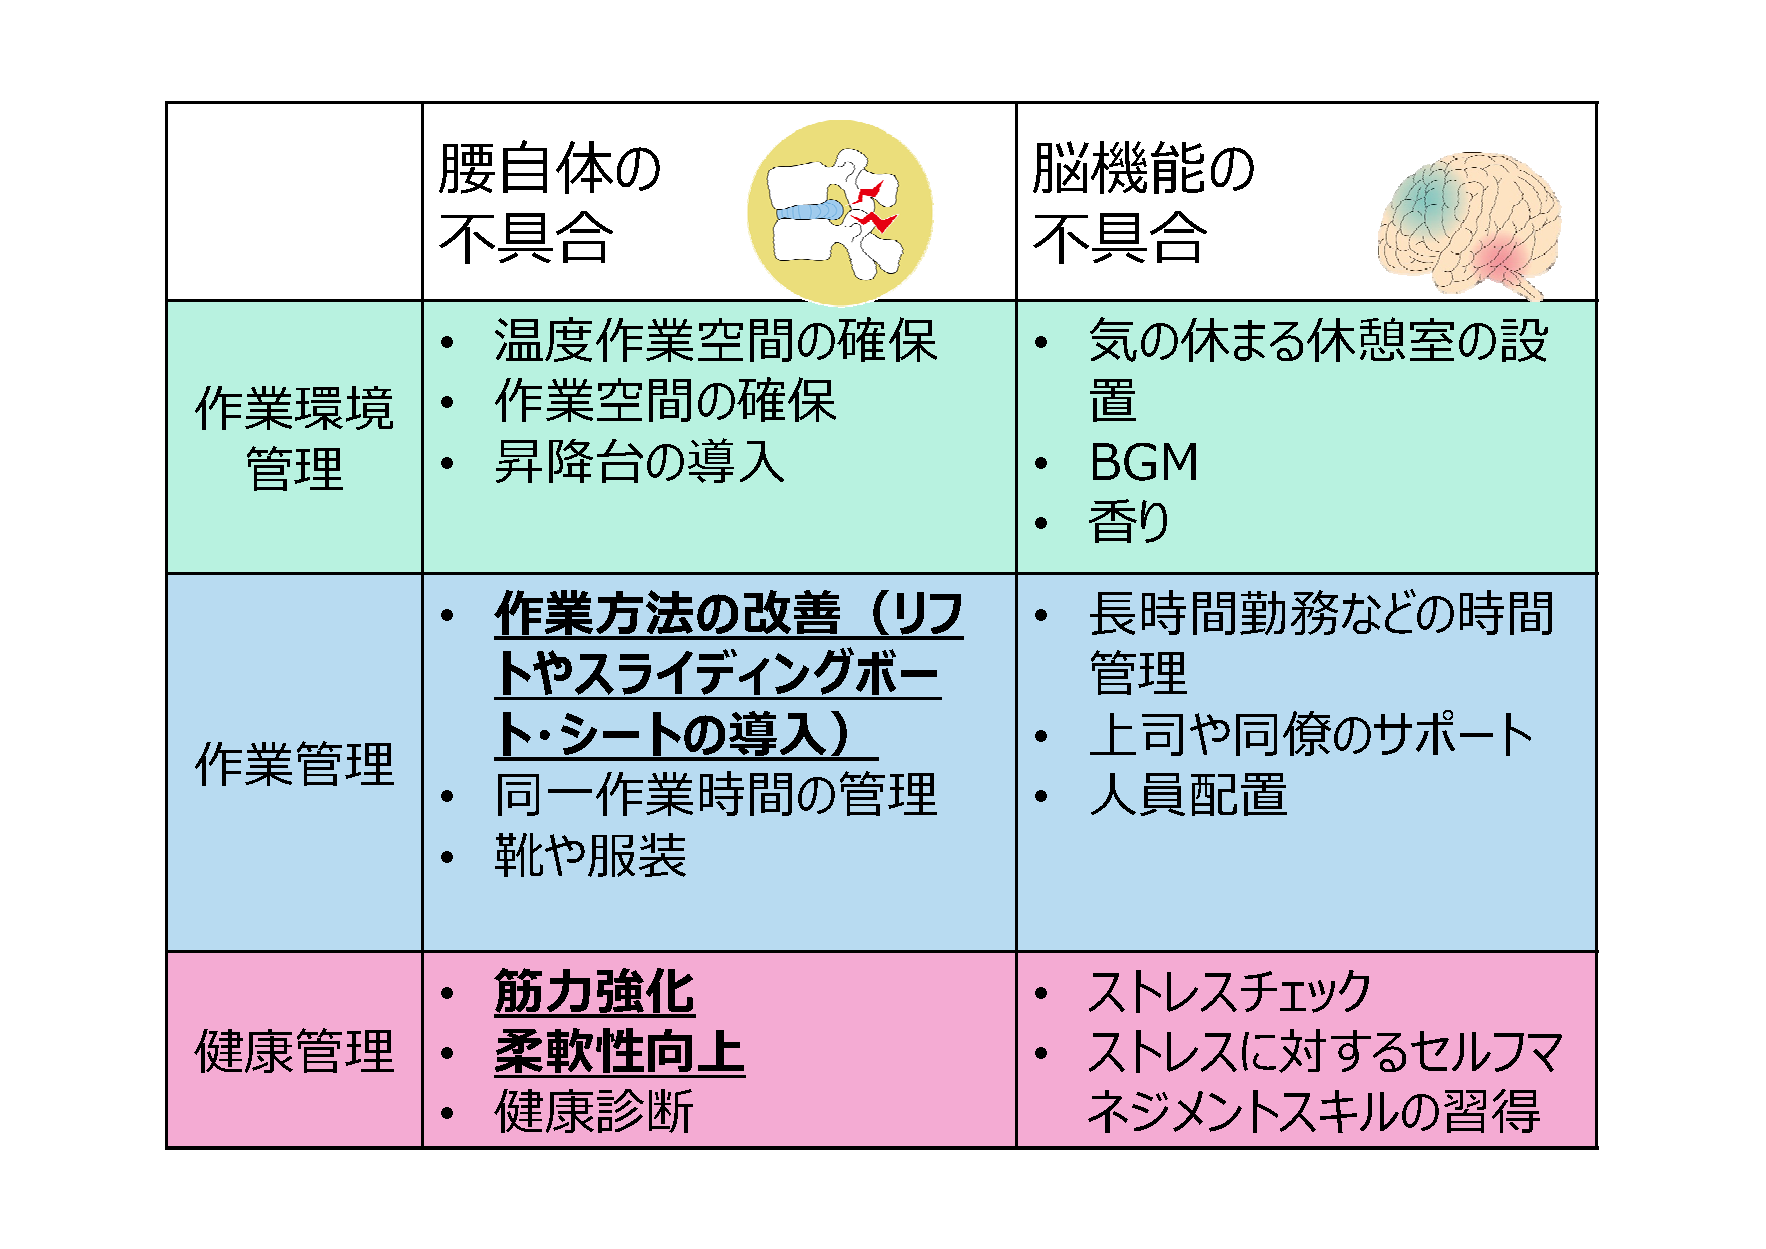 腰自体の
不具合
脳機能の
不具合
作業環境
管理
• 温度作業空間の確保
• 作業空間の確保
• 昇降台の導入
• 気の休まる休憩室の設
置
• BGM
• 香り
作業管理
• 作業方法の改善（リフ
トやスライディングボー
ト・シートの導入）
• 同一作業時間の管理
• 靴や服装
• 長時間勤務などの時間
管理
• 上司や同僚のサポート
• 人員配置
健康管理
• 筋力強化
• 柔軟性向上
• 健康診断
• ストレスチェック
• ストレスに対するセルフマ
ネジメントスキルの習得